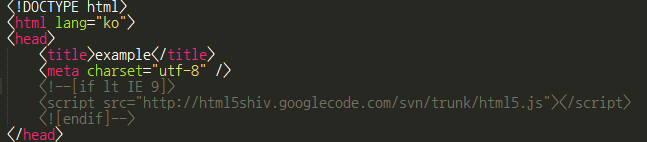 <!DOCTYPE html>
<html lang="ko">
<head>
<title>example</title>
<meta charset="utf-8" />
<!--[if lt IE 9]>
<script src="http://html5shiv.googlecode.com/svn/trunk/html5.js"></script>
<![endif]-->
</head>